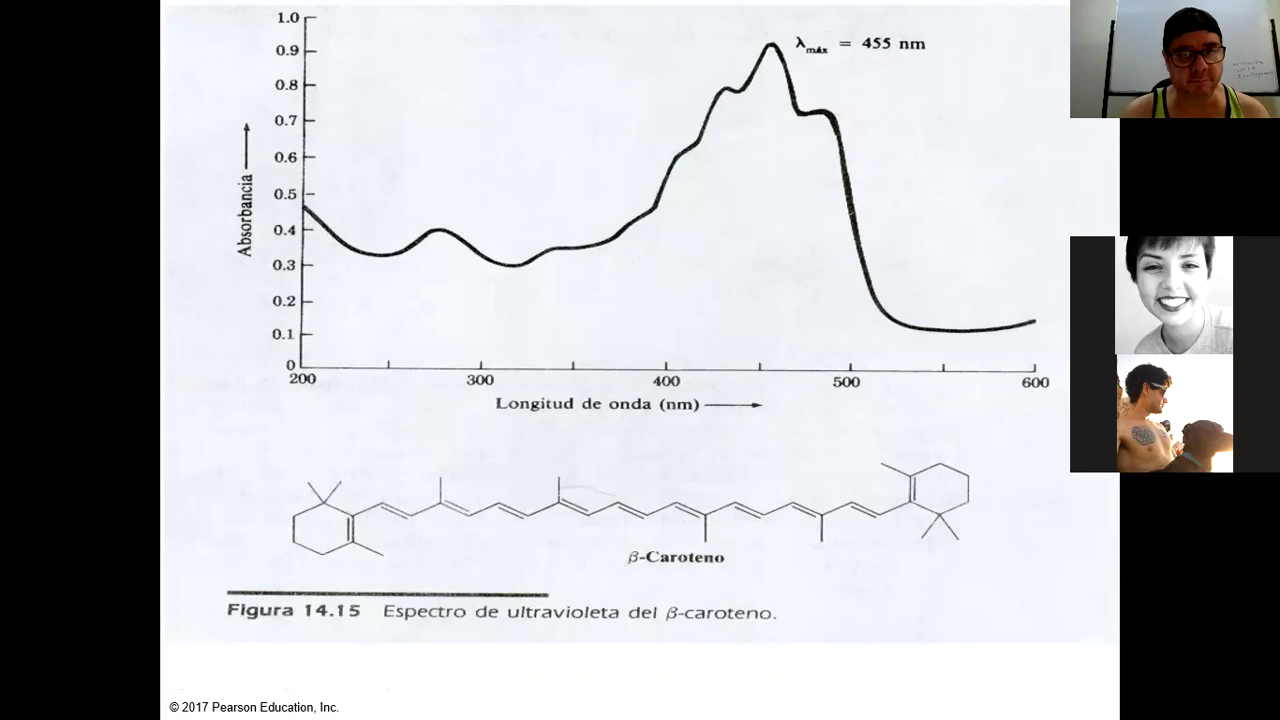 1.0
0.9
0.8
0.7
0.6
0.5
0.4
0.3
0.2
0.1
0
Absorbancia
λmáx = 455 nm
200
300
400
500
600
Longitud de onda (nm)
β-Caroteno
Figura 14.15 Espectro de ultravioleta del β-caroteno.
© 2017 Pearson Education, Inc.